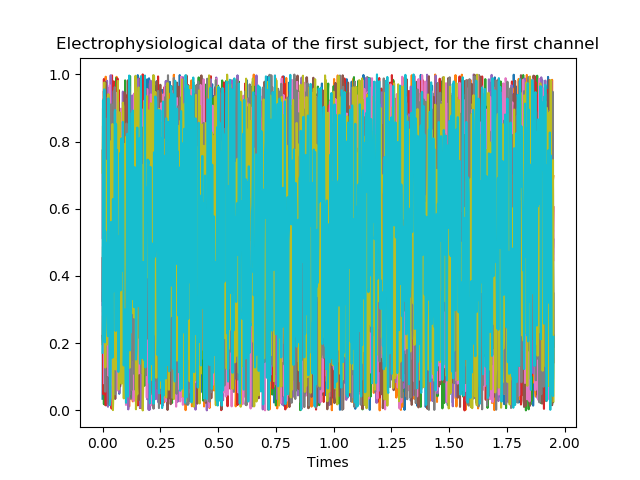 Electrophysiological data of the first subject, for the first channel
1.0
0.8
0.6
0.4
0.2
0.0
0.00 0.25 0.50 0.75 1.00 1.25 1.50 1.75 2.00
Times